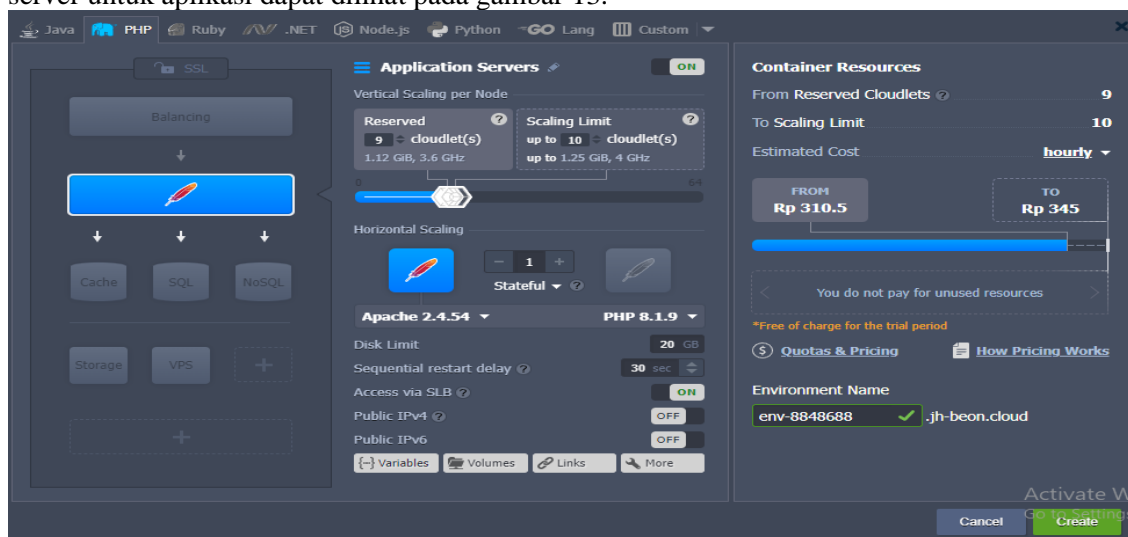 server untuk aplikasi dapat dilihat pada gambar 15.
Java PHP Ruby .NET Node.js Python GO Lang Custom
SSL
Balancing
Cache SQL NoSQL
Storage VPS
Application Servers ON
Vertical Scaling per Node
Reserved
9 cloudlet(s)
1.12 GiB, 3.6 GHz
Scaling Limit
up to 10 cloudlet(s)
up to 1.25 GiB, 4 GHz
0 64
Horizontal Scaling
1
Stateful
Apache 2.4.54 PHP 8.1.9
Disk Limit 20 GB
Sequential restart delay 30 sec
Access via SLB ON
Public IPv4 OFF
Public IPv6 OFF
Variables Volumes Links More
Container Resources
From Reserved Cloudlets 9
To Scaling Limit 10
Estimated Cost hourly
FROM
Rp 310.5
TO
Rp 345
You do not pay for unused resources
*Free of charge for the trial period
Quotas & Pricing How Pricing Works
Environment Name
env-8848688 .jh-beon.cloud
Activate W
Go to Settings
Cancel Create